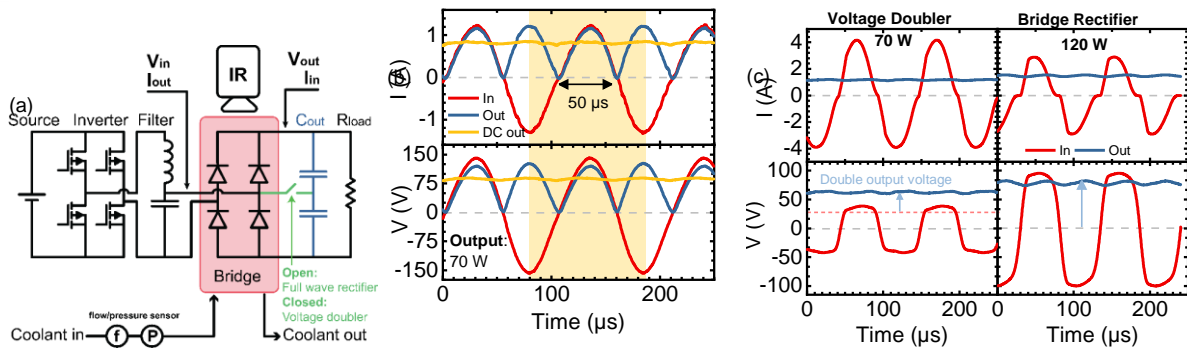 (a)
Source
Inverter
Filter
V_in
I_out
IR
V_out
I_in
C_out
R_load
Bridge
Open:
Full wave rectifier
Closed:
Voltage doubler
flow/pressure sensor
Coolant in
f
P
Coolant out
I (A)
1
0
-1
50 µs
In
Out
DC out
V (V)
150
75
0
-75
-150
Output:
70 W
0
100
200
Time (µs)
(c)
Voltage Doubler
70 W
Bridge Rectifier
120 W
I (A)
4
2
0
-2
-4
In
Out
V (V)
100
50
0
-50
-100
Double output voltage
0
100
200
0
100
200
Time (µs)
Time (µs)